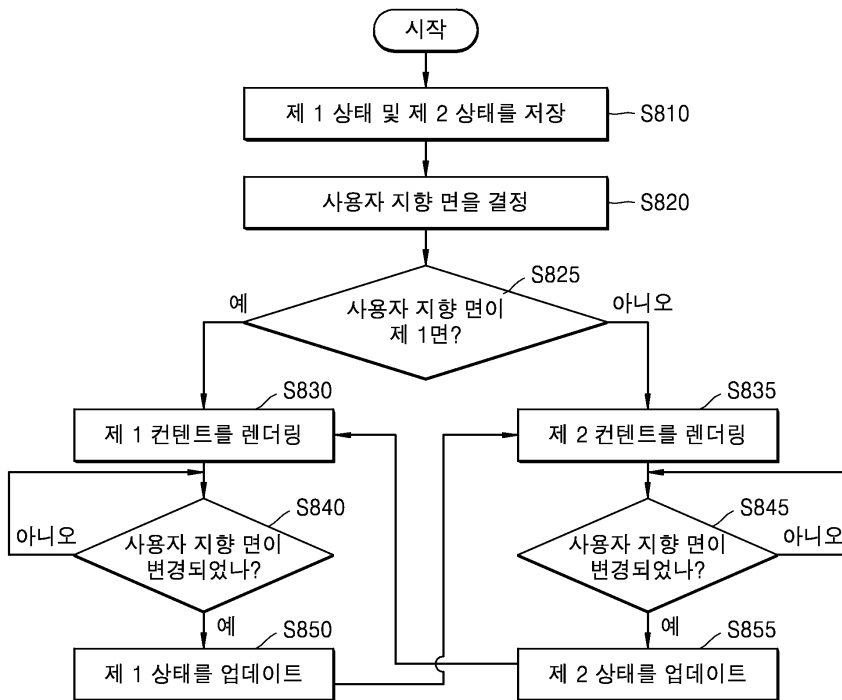 시작
제 1 상태 및 제 2 상태를 저장
S810
사용자 지향 면을 결정
S820
S825
예
사용자 지향 면이
제 1면?
아니오
S830
제 1 컨텐트를 렌더링
S835
제 2 컨텐트를 렌더링
S840
아니오
사용자 지향 면이
변경되었나?
예
S845
사용자 지향 면이
변경되었나?
아니오
예
S850
제 1 상태를 업데이트
S855
제 2 상태를 업데이트